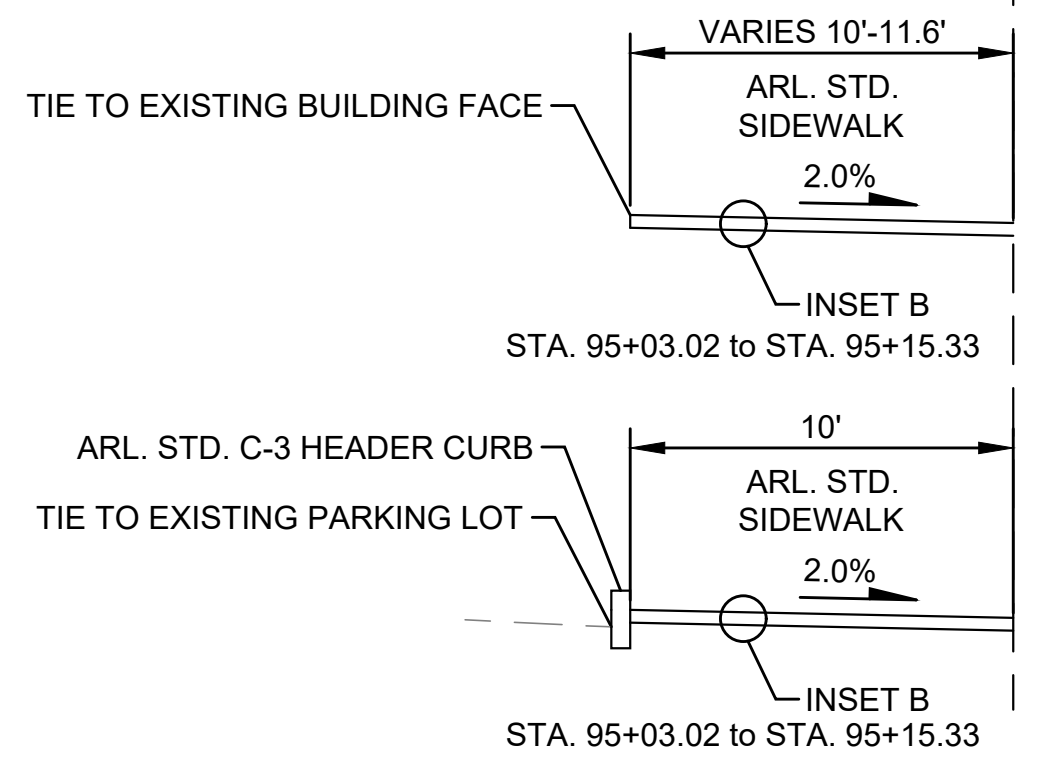 VARIES 10'-11.6'
TIE TO EXISTING BUILDING FACE
ARL. STD.
SIDEWALK
2.0%
INSET B
STA. 95+03.02 to STA. 95+15.33
10'
ARL. STD. C-3 HEADER CURB
TIE TO EXISTING PARKING LOT
ARL. STD.
SIDEWALK
2.0%
INSET B
STA. 95+03.02 to STA. 95+15.33